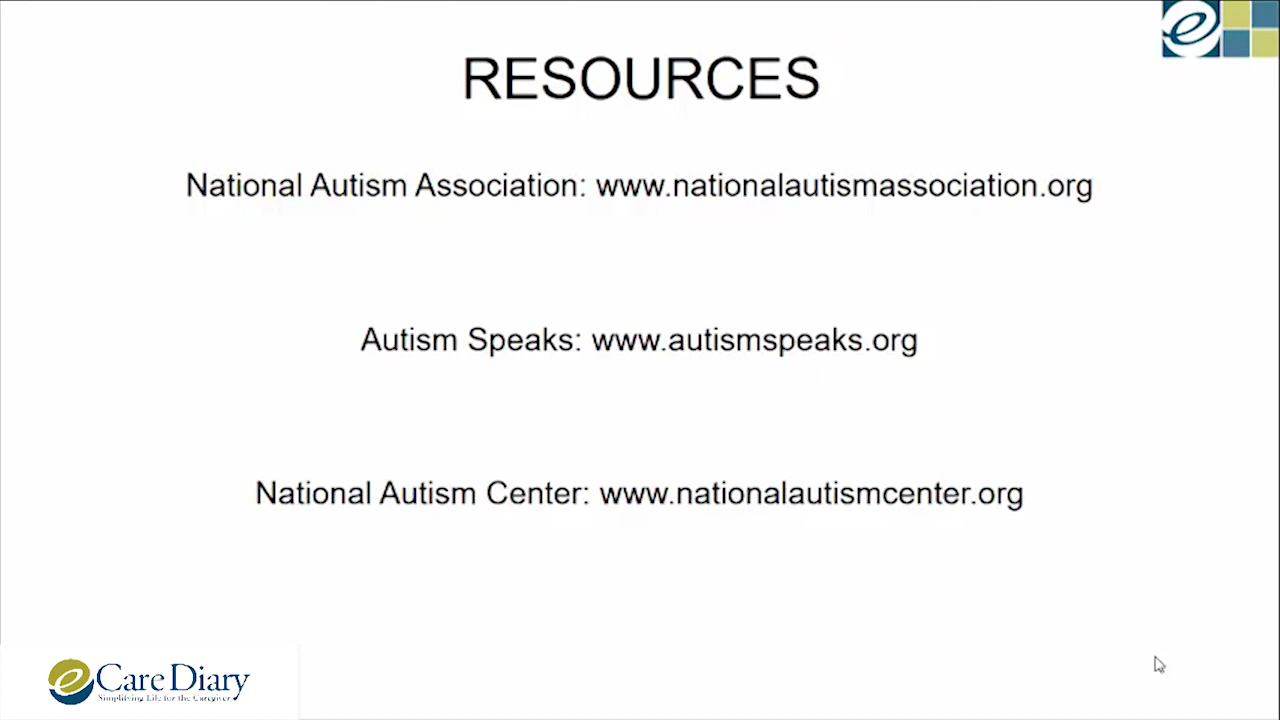 RESOURCES
National Autism Association: www.nationalautismassociation.org
Autism Speaks: www.autismspeaks.org
National Autism Center: www.nationalautismcenter.org
eCare Diary
Simplifying Life for the Caregiver